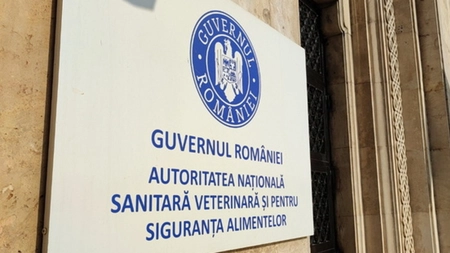 GUVERNUL
ROMÂNIEI
GUVERNUL ROMÂNIEI
AUTORITATEA NAȚIONALĂ
SANITARĂ VETERINARĂ ȘI PENTRU
SIGURANȚA ALIMENTELOR